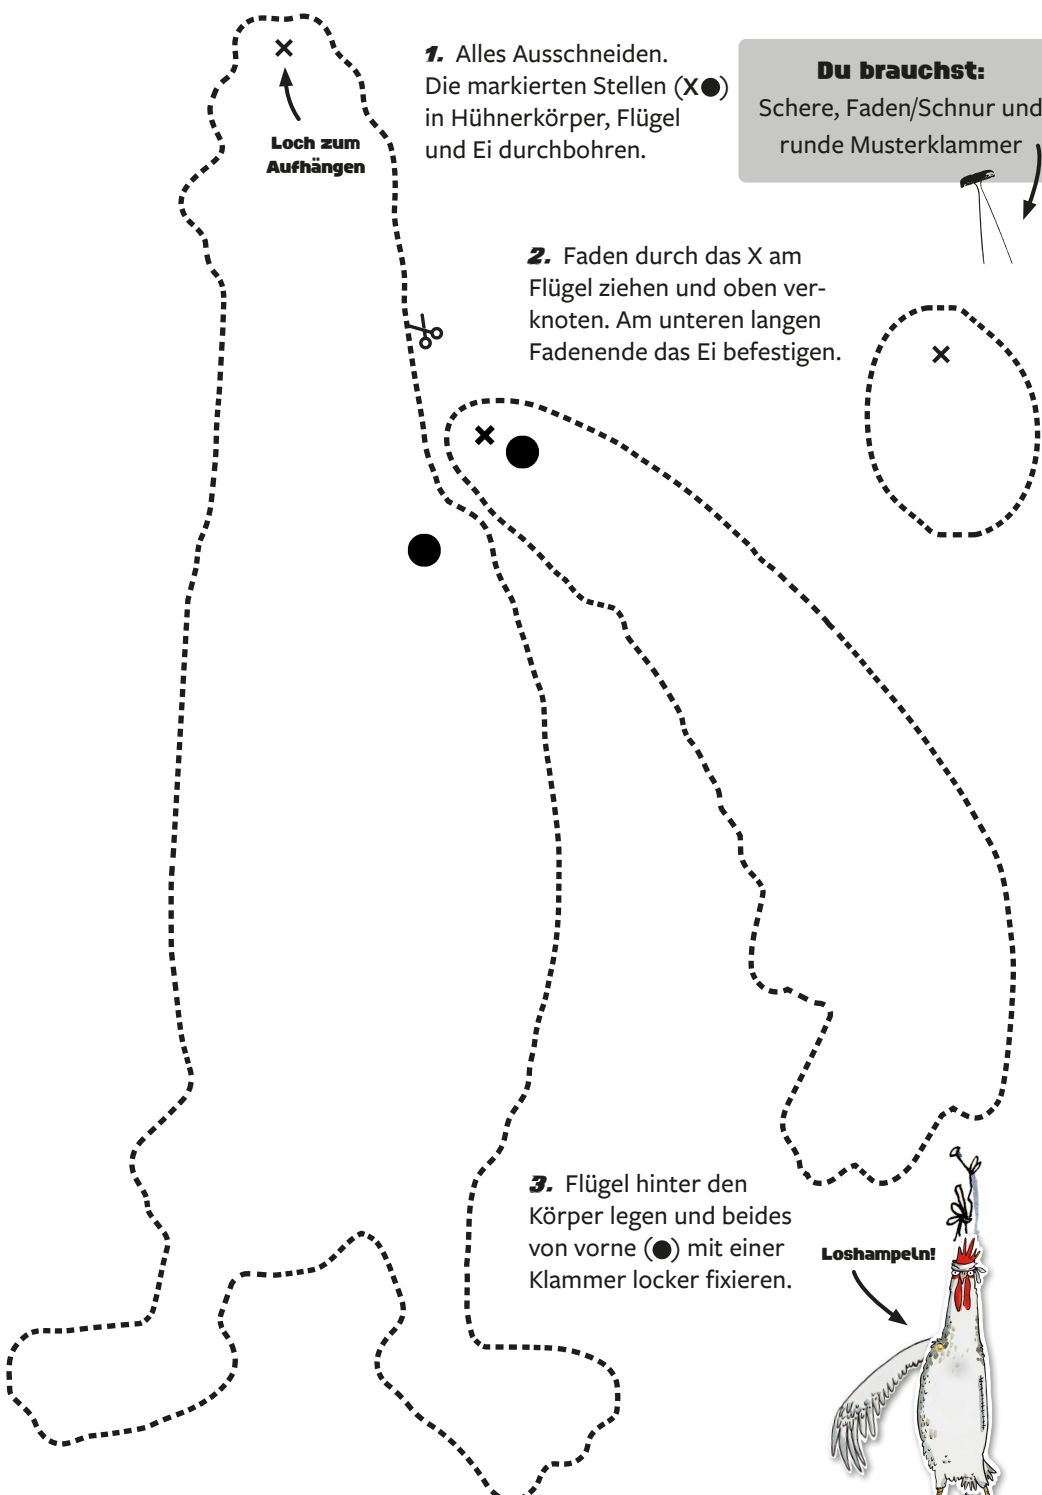 1. Alles Ausschneiden.
Die markierten Stellen (X●)
in Hühnerkörper, Flügel
und Ei durchbohren.
Du brauchst:
Schere, Faden/Schnur und
runde Musterklammer
Loch zum
Aufhängen
2. Faden durch das X am
Flügel ziehen und oben ver-
knoten. Am unteren langen
Fadenende das Ei befestigen.
3. Flügel hinter den
Körper legen und beides
von vorne (●) mit einer
Klammer locker fixieren.
Loshampeln!